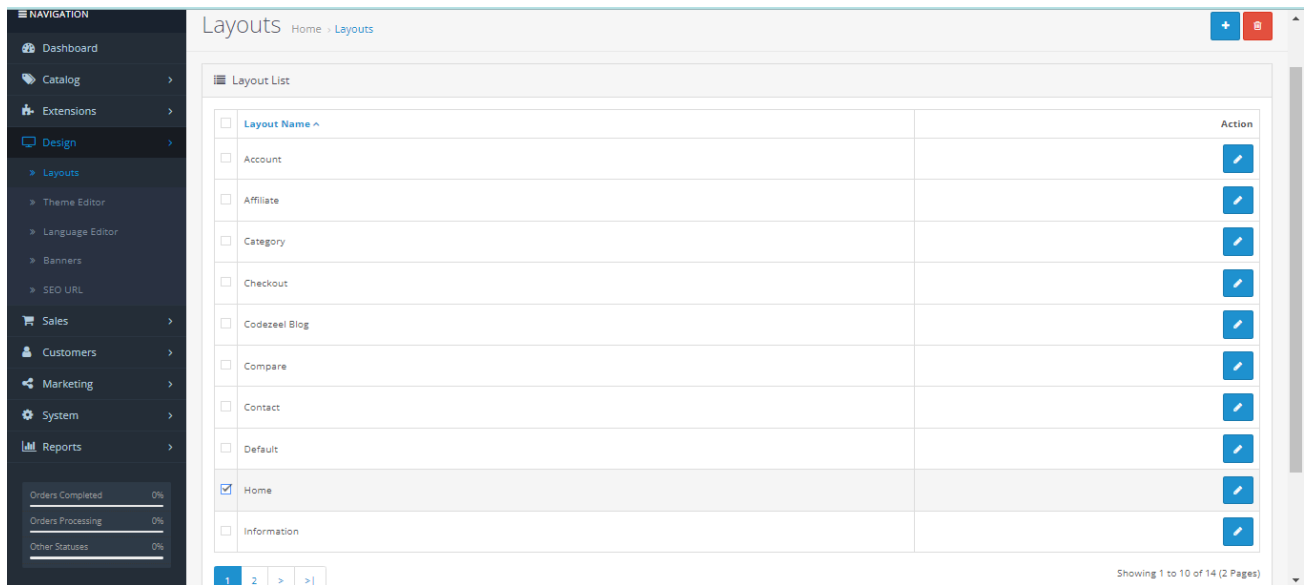 NAVIGATION
Dashboard
Catalog
Extensions
Design
Layouts
Theme Editor
Language Editor
Banners
SEO URL
Sales
Customers
Marketing
System
Reports
Orders Completed 0%
Orders Processing 0%
Other Statuses 0%
Layouts Home › Layouts
Layout List
Layout Name Action
Account
Affiliate
Category
Checkout
Codezeel Blog
Compare
Contact
Default
Home
Information
1 2 > >|
Showing 1 to 10 of 14 (2 Pages)